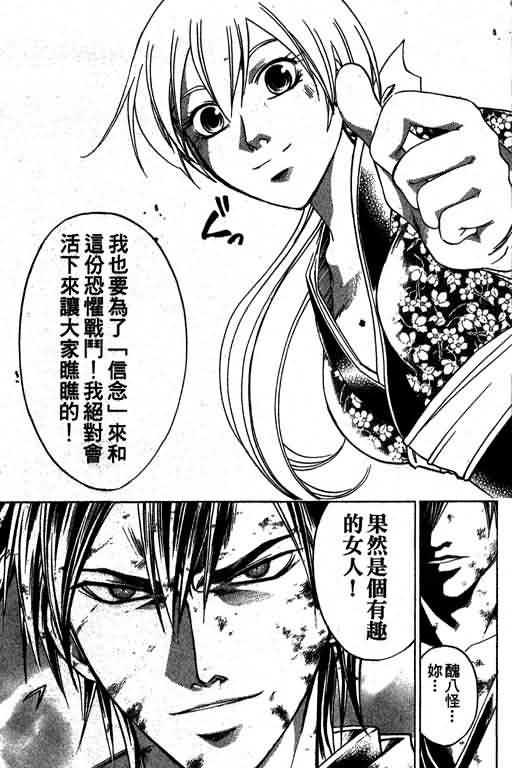 我也要為了「信念」來和
這份恐懼戰鬥！我絕對會
活下來讓大家瞧瞧的！
醜八怪…
妳…
果然是個有趣
的女人！